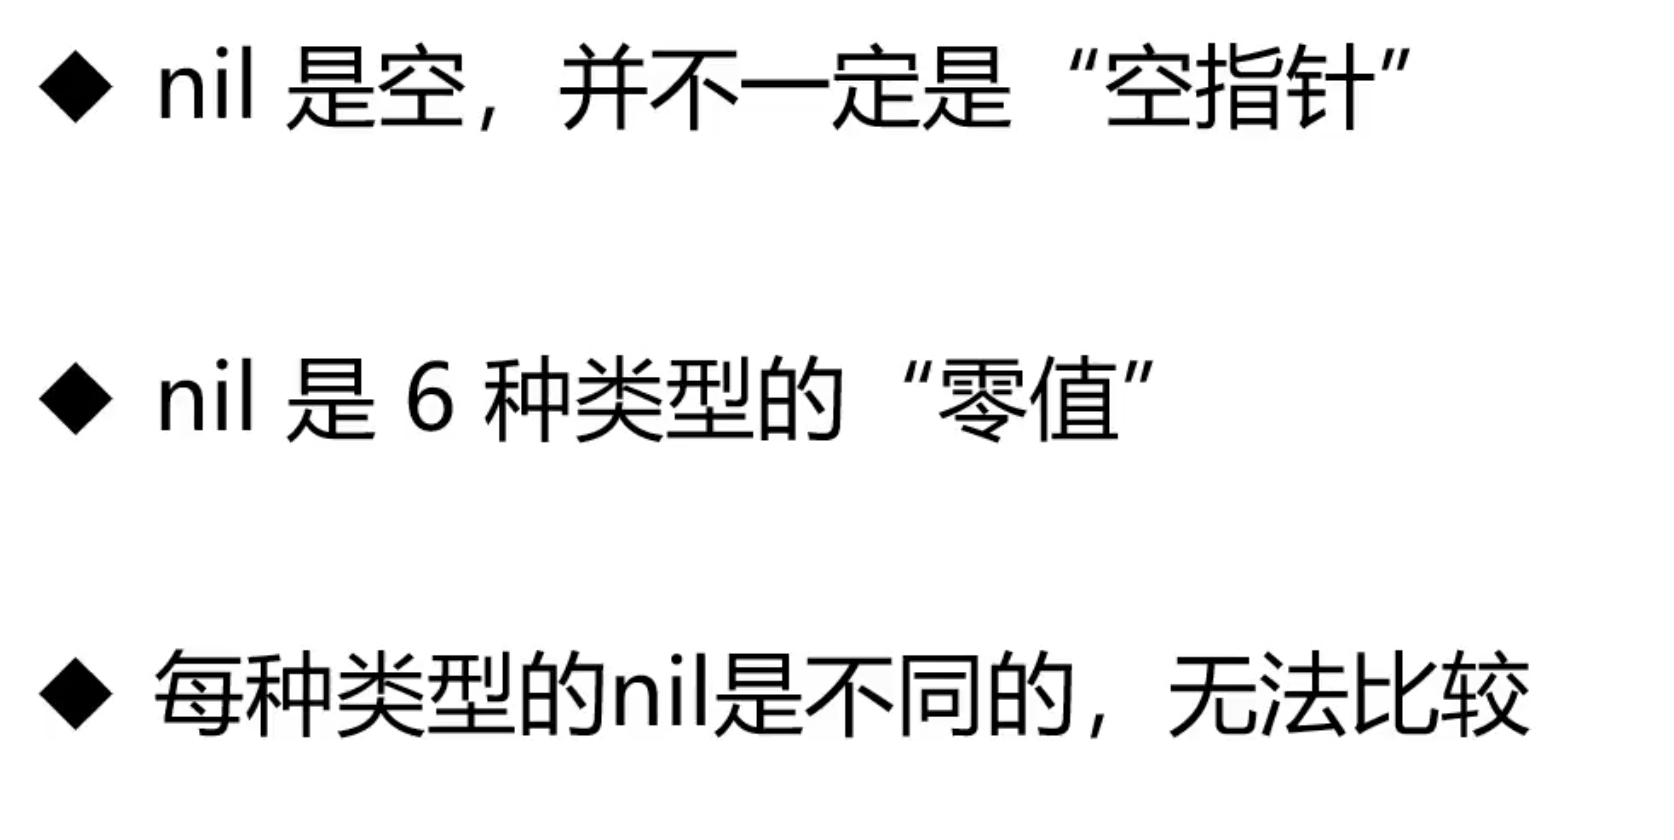 ◆ nil 是空，并不一定是“空指针”
◆ nil 是 6 种类型的“零值”
◆ 每种类型的nil是不同的，无法比较